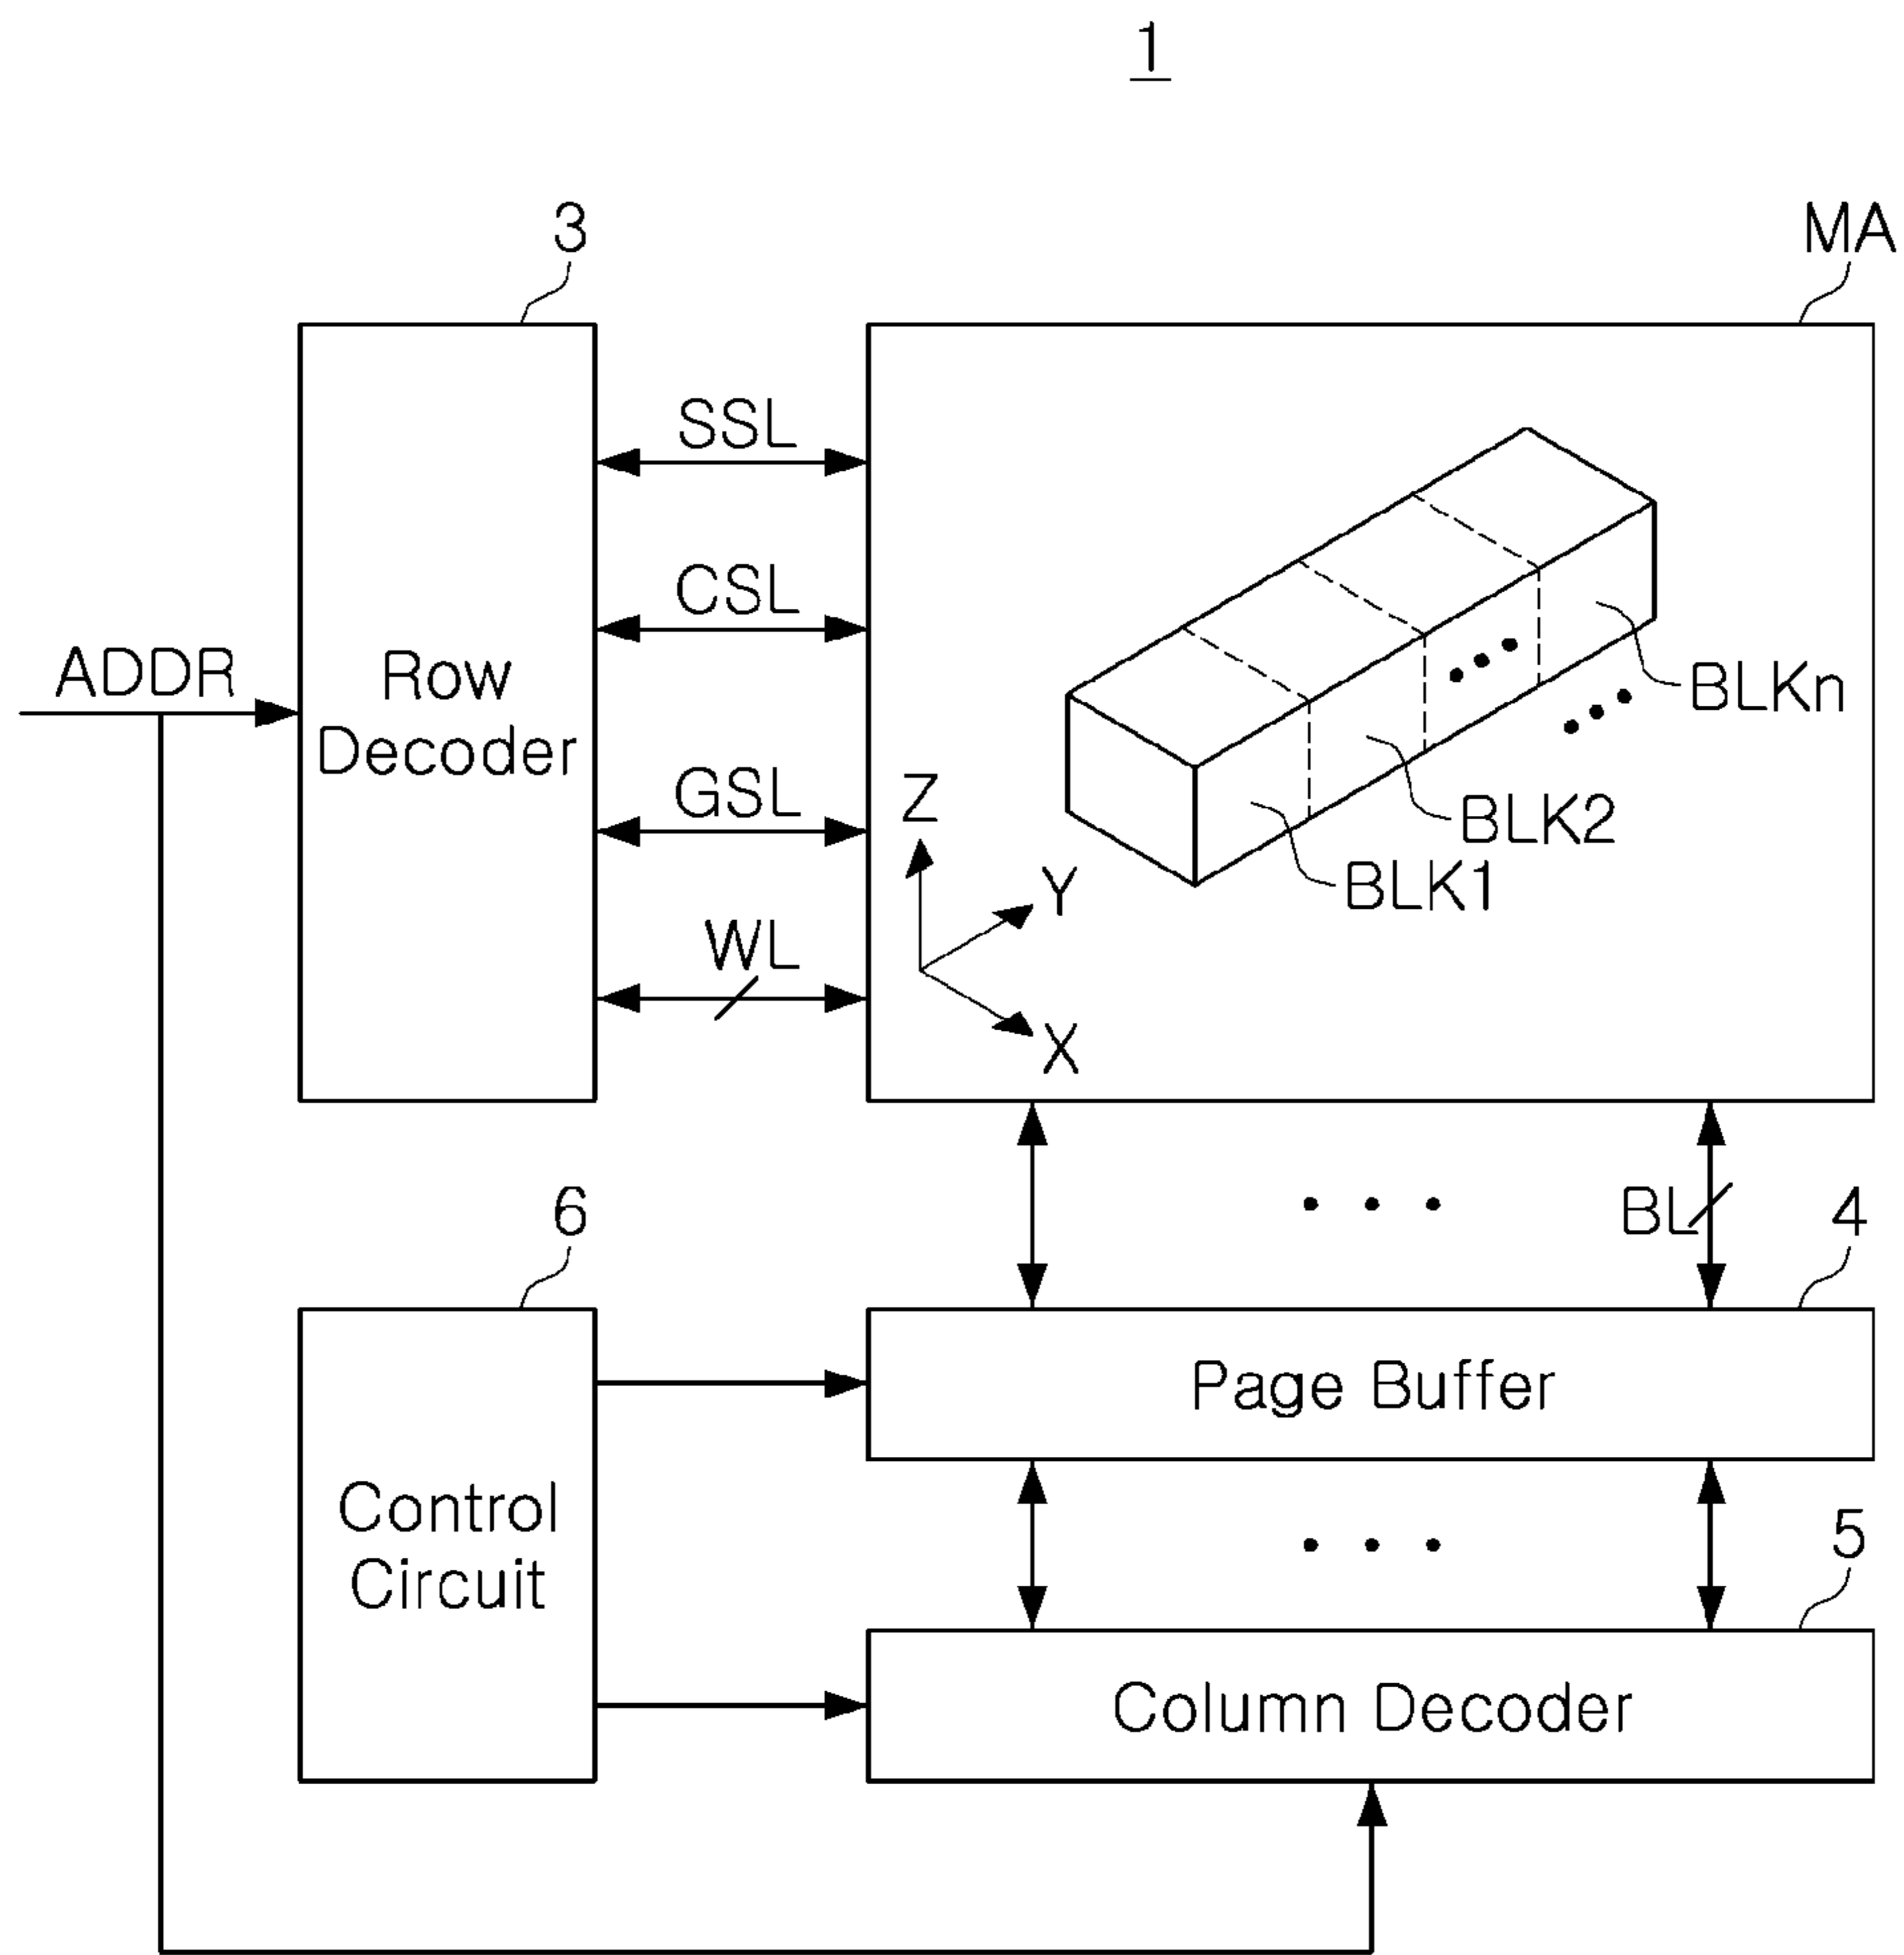 1
3
MA
SSL
CSL
ADDR
Row
Decoder
GSL
WL
BLKn
BLK2
BLK1
Z
Y
X
BL
6
4
Page Buffer
Control
Circuit
5
Column Decoder